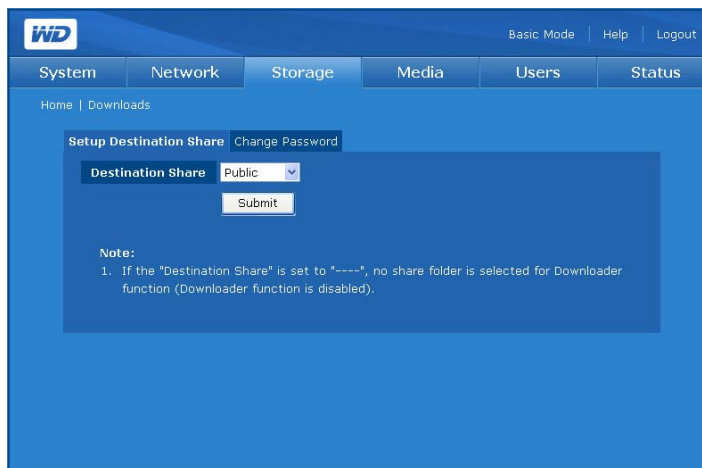 WD
Basic Mode | Help | Logout
System Network Storage Media Users Status
Home | Downloads
Setup Destination Share Change Password
Destination Share Public
Submit
Note:
1. If the "Destination Share" is set to "----", no share folder is selected for Downloader
function (Downloader function is disabled).